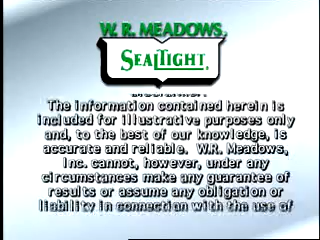 W. R. MEADOWS.
SEALTIGHT.
The information contained herein is
included for illustrative purposes only
and, to the best of our knowledge, is
accurate and reliable. W.R. Meadows,
Inc. cannot, however, under any
circumstances make any guarantee of
results or assume any obligation or
liability in connection with the use of